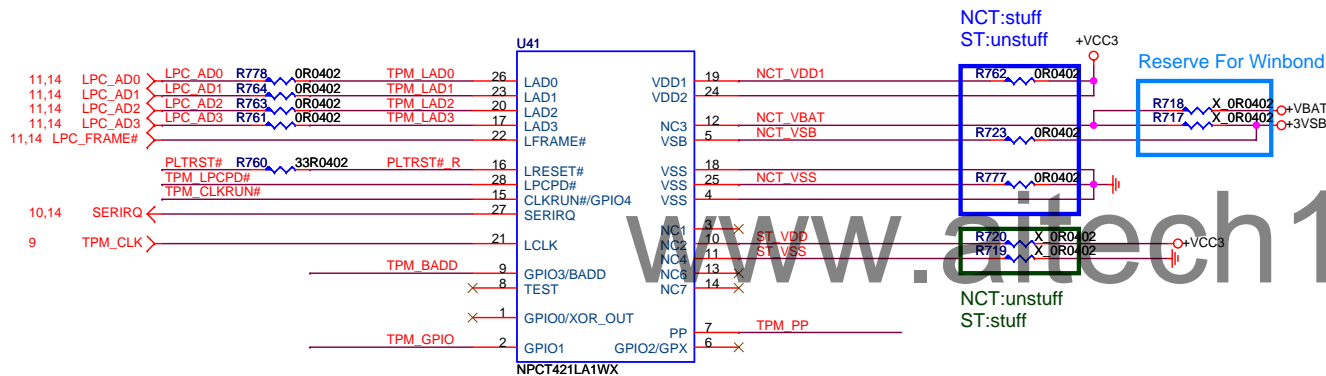 NCT:stuff
ST:unstuff
+VCC3
Reserve For Winbond
U41
11,14 LPC_AD0 LPC_AD0 R778 0R0402 TPM_LAD0 26 LAD0 VDD1 19 NCT_VDD1 R762 0R0402
11,14 LPC_AD1 LPC_AD1 R764 0R0402 TPM_LAD1 23 LAD1 VDD2 24
11,14 LPC_AD2 LPC_AD2 R763 0R0402 TPM_LAD2 20 LAD2 R718 X_0R0402 +VBAT
11,14 LPC_AD3 LPC_AD3 R761 0R0402 TPM_LAD3 17 LAD3 NC3 12 NCT_VBAT R717 X_0R0402 +3VSB
11,14 LPC_FRAME# 22 LFRAME# VSB 5 NCT_VSB R723 0R0402
PLTRST# R760 33R0402 PLTRST#_R 16 LRESET# VSS 18
TPM_LPCPD# 28 LPCPD# VSS 25 NCT_VSS R777 0R0402
TPM_CLKRUN# 15 CLKRUN#/GPIO4 VSS 4
10,14 SERIRQ 27 SERIRQ
NC1 3
9 TPM_CLK 21 LCLK NC2 10 ST_VDD R720 X_0R0402 +VCC3
NC4 11 ST_VSS R719 X_0R0402
TPM_BADD 9 GPIO3/BADD NC6 13
8 TEST NC7 14
www.aitech1
NCT:unstuff
ST:stuff
1 GPIO0/XOR_OUT
PP 7 TPM_PP
TPM_GPIO 2 GPIO1 GPIO2/GPX 6
NPCT421LA1WX